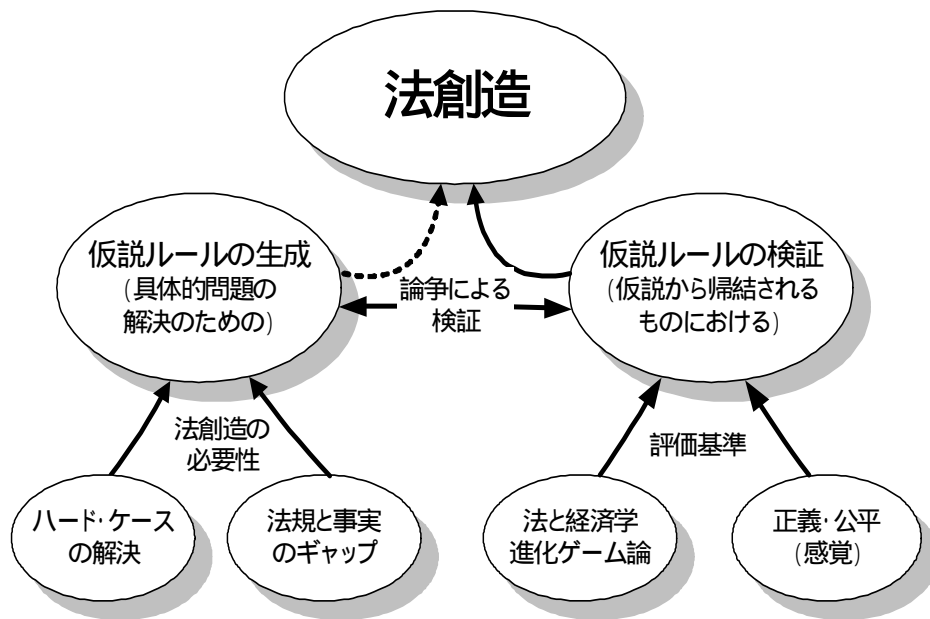 法創造
仮説ルールの生成
(具体的問題の
解決のための)
論争による
検証
仮説ルールの検証
(仮説から帰結される
ものにおける)
法創造の
必要性
評価基準
ハード・ケース
の解決
法規と事実
のギャップ
法と経済学
進化ゲーム論
正義・公平
(感覚)